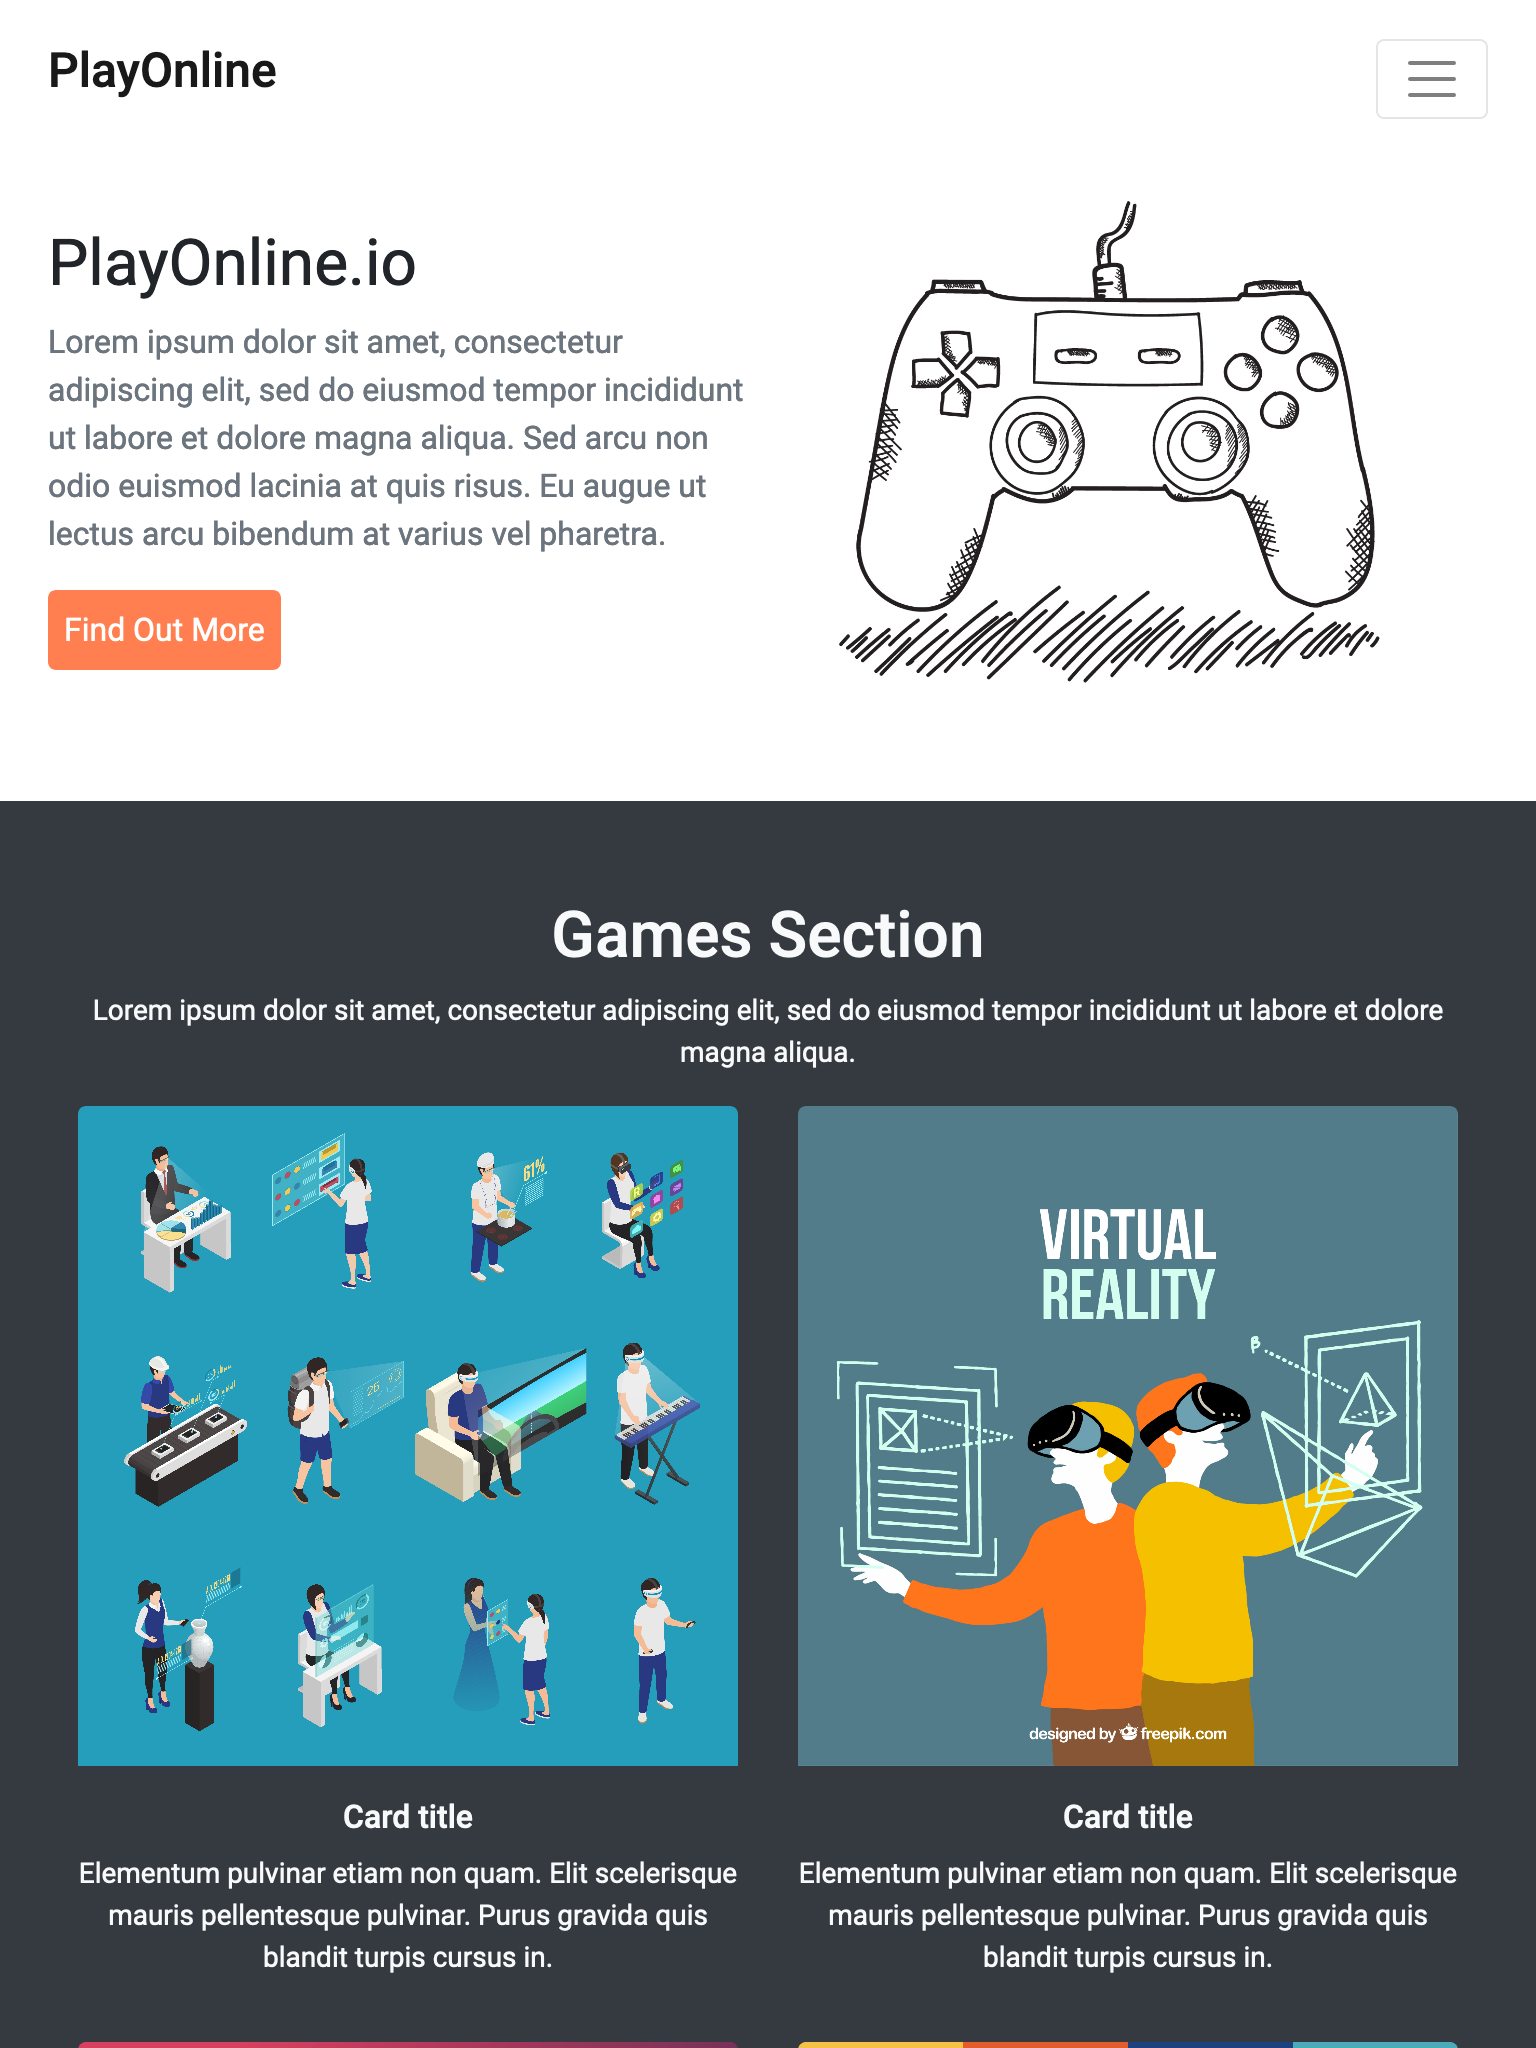 PlayOnline
PlayOnline.io
Lorem ipsum dolor sit amet, consectetur
adipiscing elit, sed do eiusmod tempor incididunt
ut labore et dolore magna aliqua. Sed arcu non
odio euismod lacinia at quis risus. Eu augue ut
lectus arcu bibendum at varius vel pharetra.
Find Out More
Games Section
Lorem ipsum dolor sit amet, consectetur adipiscing elit, sed do eiusmod tempor incididunt ut labore et dolore
magna aliqua.
61%
26
VIRTUAL
REALITY
β
designed by freepik.com
Card title
Elementum pulvinar etiam non quam. Elit scelerisque
mauris pellentesque pulvinar. Purus gravida quis
blandit turpis cursus in.
Card title
Elementum pulvinar etiam non quam. Elit scelerisque
mauris pellentesque pulvinar. Purus gravida quis
blandit turpis cursus in.